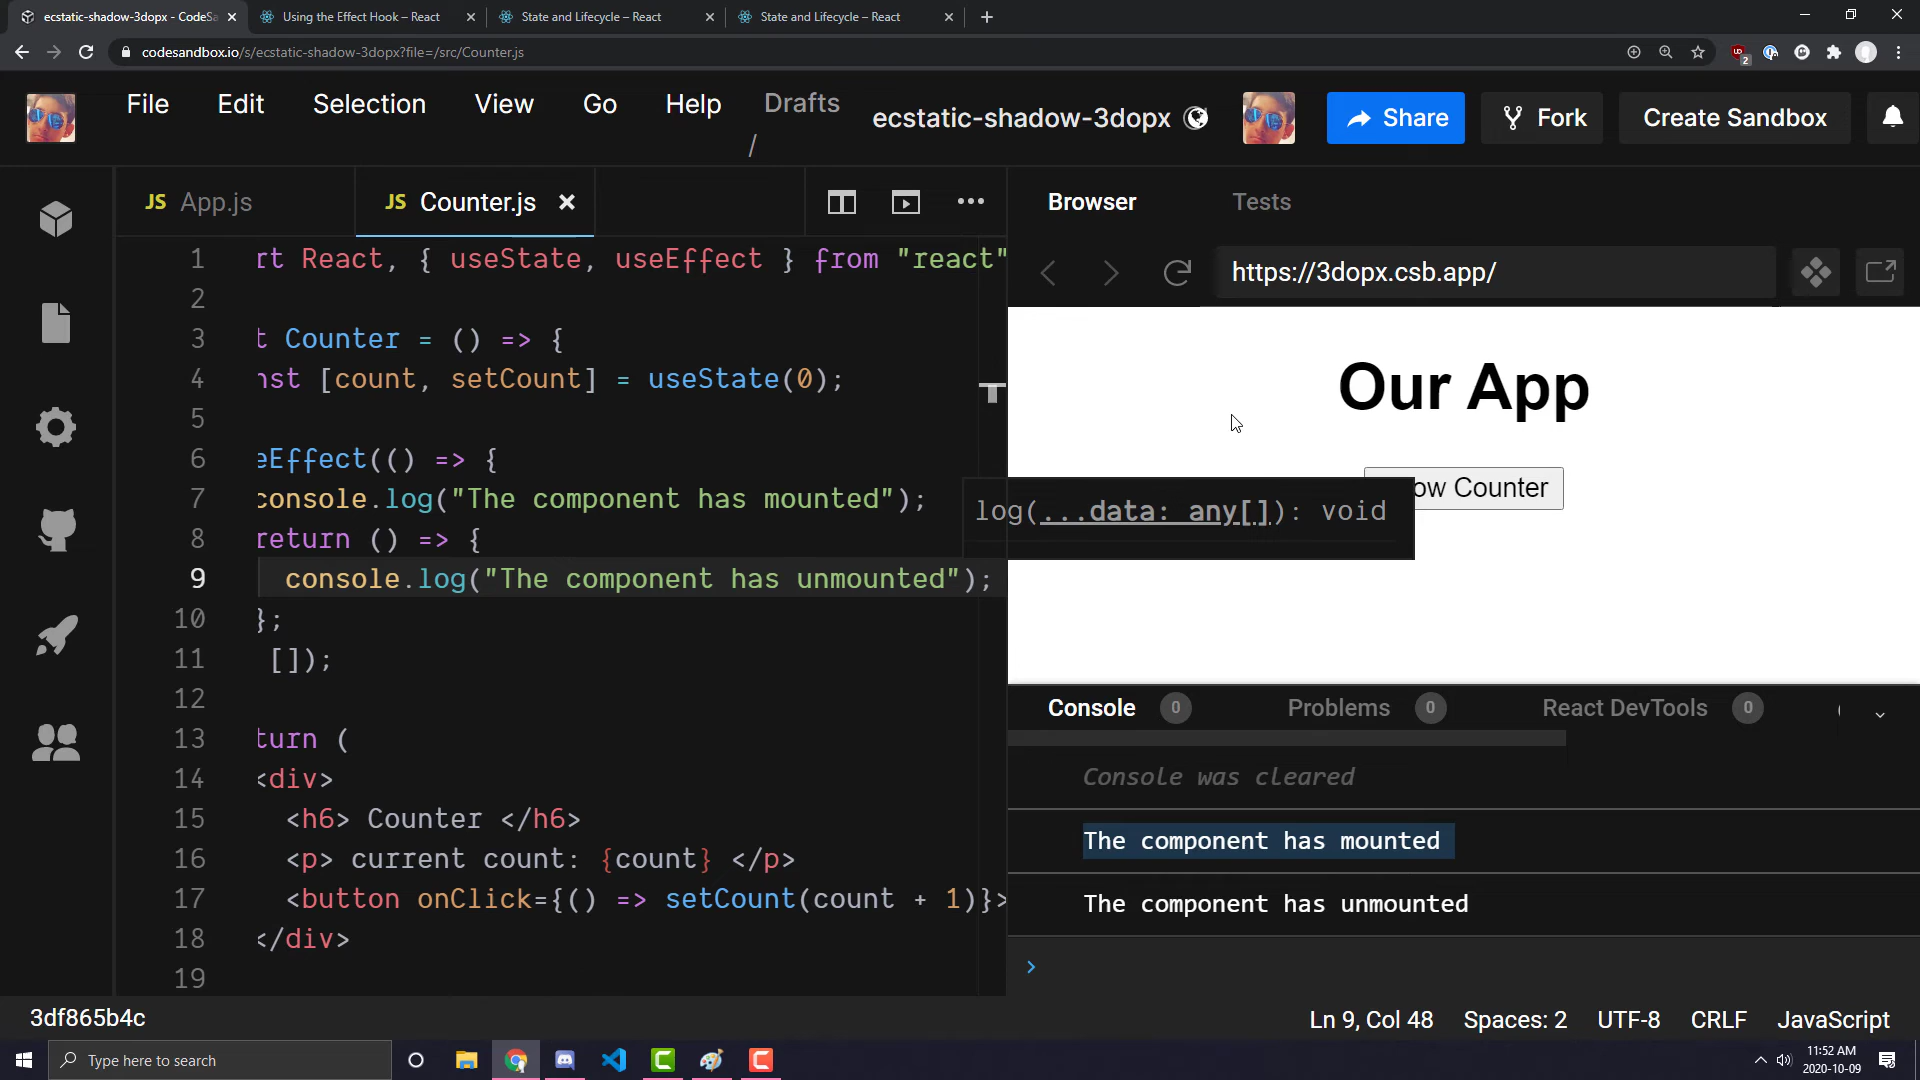 ecstatic-shadow-3dopx - CodeSa
Using the Effect Hook – React
State and Lifecycle – React
State and Lifecycle – React
codesandbox.io/s/ecstatic-shadow-3dopx?file=/src/Counter.js
2
File Edit Selection View Go Help Drafts
/
ecstatic-shadow-3dopx
Share
Fork
Create Sandbox
JS App.js
JS Counter.js
Browser
Tests
https://3dopx.csb.app/
1 rt React, { useState, useEffect } from "react"
2
3 t Counter = () => {
4 nst [count, setCount] = useState(0);
5
6 eEffect(() => {
7 console.log("The component has mounted");
8 return () => {
9 console.log("The component has unmounted");
10 };
11 []);
12
13 turn (
14 <div>
15 <h6> Counter </h6>
16 <p> current count: {count} </p>
17 <button onClick={() => setCount(count + 1)}>
18 </div>
19
log(...data: any[]): void
Our App
ow Counter
Console 0
Problems 0
React DevTools 0
Console was cleared
The component has mounted
The component has unmounted
3df865b4c
Ln 9, Col 48
Spaces: 2
UTF-8
CRLF
JavaScript
Type here to search
11:52 AM
2020-10-09